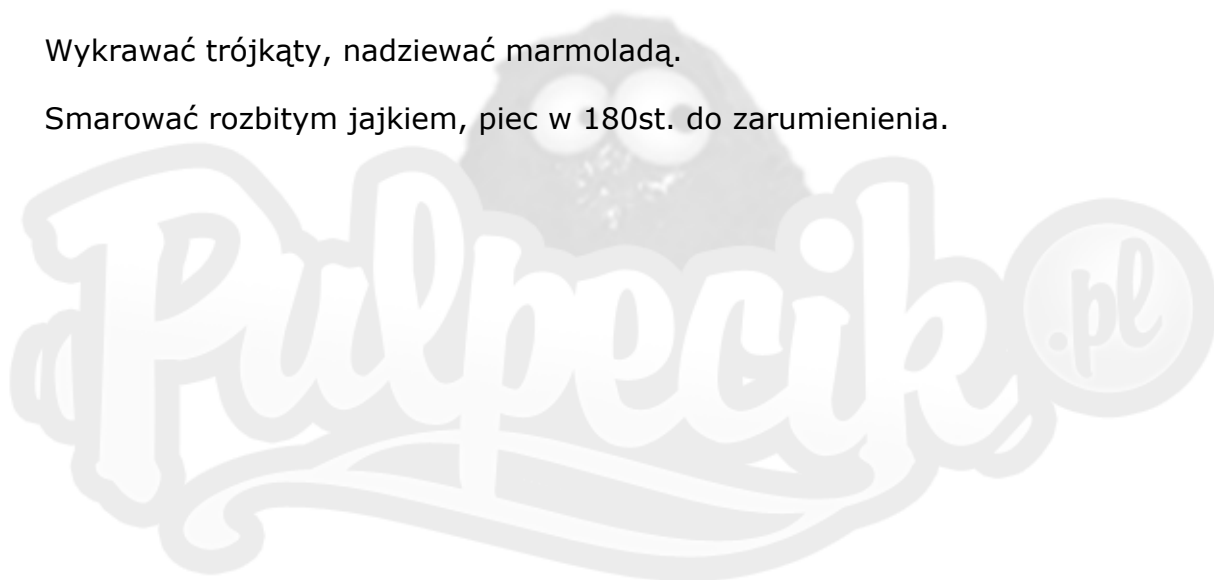 Wykrawać trójkąty, nadziewać marmoladą.
Smarować rozbitym jajkiem, piec w 180st. do zarumienienia.
Pulpecik.pl